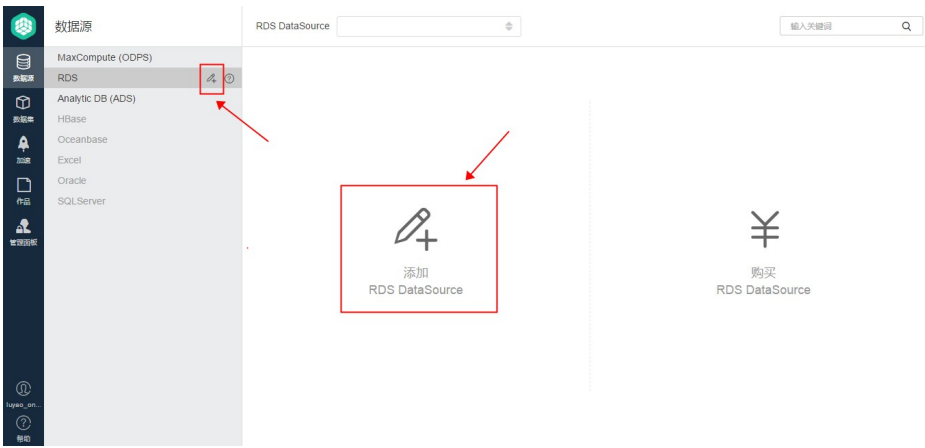 数据源
RDS DataSource
输入关键词
数据源
数据集
加速
作品
管理面板
luyao_on...
帮助
MaxCompute (ODPS)
RDS
Analytic DB (ADS)
HBase
Oceanbase
Excel
Oracle
SQLServer
添加
RDS DataSource
购买
RDS DataSource